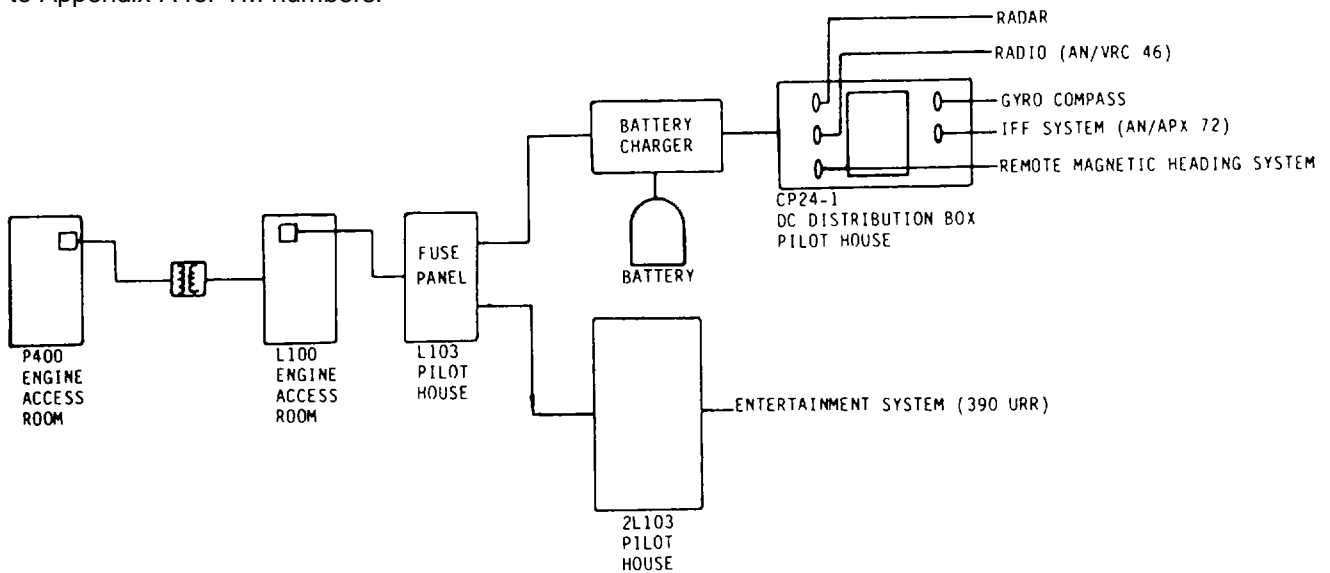 to Appendix A for TM numbers.
RADAR
RADIO (AN/VRC 46)
GYRO COMPASS
IFF SYSTEM (AN/APX 72)
REMOTE MAGNETIC HEADING SYSTEM
BATTERY
CHARGER
CP24-1
DC DISTRIBUTION BOX
PILOT HOUSE
BATTERY
FUSE
PANEL
P400
ENGINE
ACCESS
ROOM
L100
ENGINE
ACCESS
ROOM
L103
PILOT
HOUSE
ENTERTAINMENT SYSTEM (390 URR)
2L103
PILOT
HOUSE